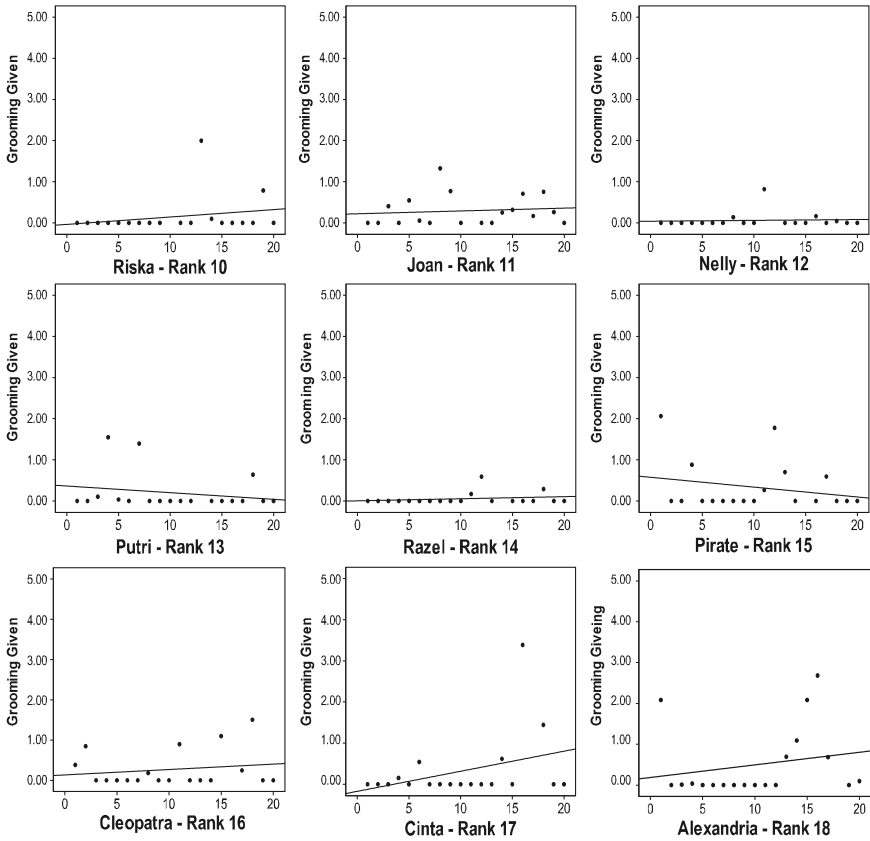 5.00 5.00 5.00
4.00 4.00 4.00
3.00 3.00 3.00
2.00 2.00 2.00
1.00 1.00 1.00
0.00 0.00 0.00
Grooming Given Grooming Given Grooming Given
0 5 10 15 20 0 5 10 15 20 0 5 10 15 20
Riska - Rank 10 Joan - Rank 11 Nelly - Rank 12
5.00 5.00 5.00
4.00 4.00 4.00
3.00 3.00 3.00
2.00 2.00 2.00
1.00 1.00 1.00
0.00 0.00 0.00
Grooming Given Grooming Given Grooming Given
0 5 10 15 20 0 5 10 15 20 0 5 10 15 20
Putri - Rank 13 Razel - Rank 14 Pirate - Rank 15
5.00 5.00 5.00
4.00 4.00 4.00
3.00 3.00 3.00
2.00 2.00 2.00
1.00 1.00 1.00
0.00 0.00 0.00
Grooming Given Grooming Given Grooming Giveing
0 5 10 15 20 0 5 10 15 20 0 5 10 15 20
Cleopatra - Rank 16 Cinta - Rank 17 Alexandria - Rank 18